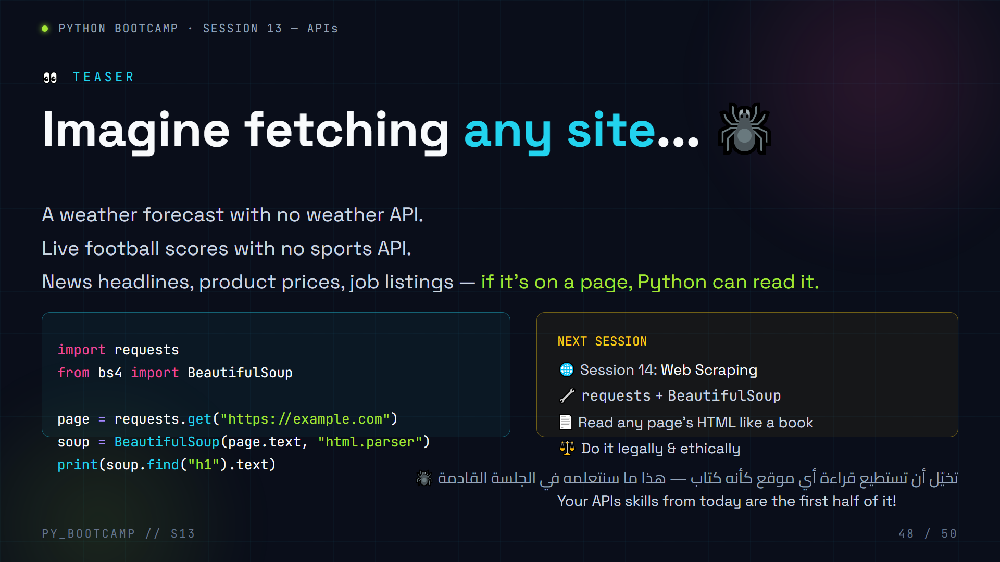 PYTHON BOOTCAMP · SESSION 13 — APIs
👀 TEASER
Imagine fetching any site... 🕷
A weather forecast with no weather API.
Live football scores with no sports API.
News headlines, product prices, job listings — if it's on a page, Python can read it.
import requests
from bs4 import BeautifulSoup
page = requests.get("https://example.com")
soup = BeautifulSoup(page.text, "html.parser")
print(soup.find("h1").text)
NEXT SESSION
🌐 Session 14: Web Scraping
🔧 requests + BeautifulSoup
📄 Read any page's HTML like a book
⚖️ Do it legally & ethically
تخيّل أن تستطيع قراءة أي موقع كأنه كتاب — هذا ما سنتعلمه في الجلسة القادمة 🕷
Your APIs skills from today are the first half of it!
PY_BOOTCAMP // S13
48 / 50